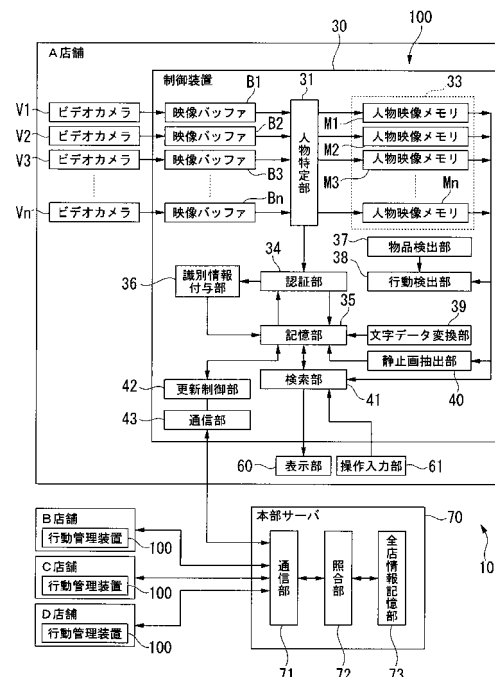 30
100
A店舗
制御装置
31
33
V1
ビデオカメラ
映像バッファ
B1
人物特定部
M1
人物映像メモリ
V2
ビデオカメラ
映像バッファ
B2
M2
人物映像メモリ
V3
ビデオカメラ
映像バッファ
B3
M3
人物映像メモリ
Vn
ビデオカメラ
映像バッファ
Bn
人物映像メモリ
Mn
37
物品検出部
34
38
36
識別情報
付与部
認証部
行動検出部
35
39
記憶部
文字データ変換部
42
静止画抽出部
更新制御部
検索部
41
40
43
通信部
60
表示部
操作入力部
61
本部サーバ
70
B店舗
行動管理装置
100
C店舗
行動管理装置
100
D店舗
行動管理装置
100
通信部
照合部
全店情報記憶部
10
71
72
73